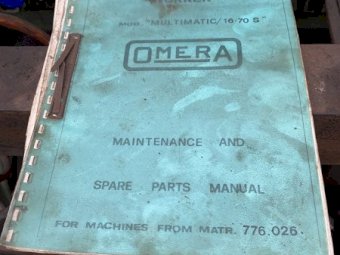 MOD. "MULTIMATIC/16-70 S"
OMERA
MAINTENANCE AND
SPARE PARTS MANUAL
FOR MACHINES FROM MATR. 776.026.